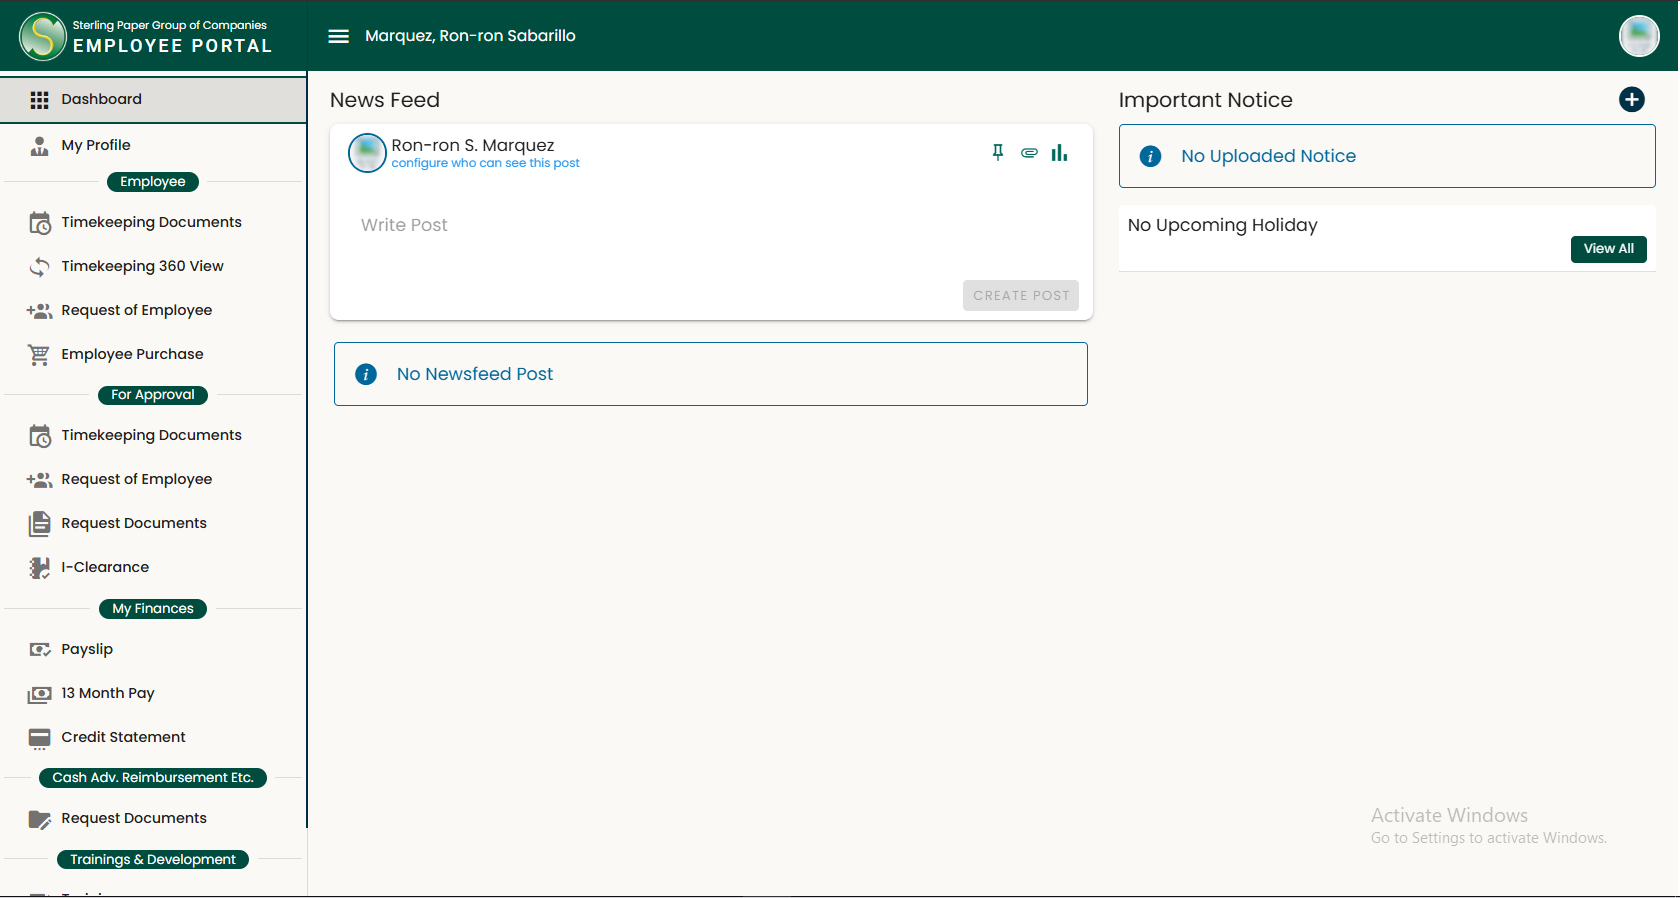 Sterling Paper Group of Companies
EMPLOYEE PORTAL
Marquez, Ron-ron Sabarillo
Dashboard
My Profile
Employee
Timekeeping Documents
Timekeeping 360 View
Request of Employee
Employee Purchase
For Approval
Timekeeping Documents
Request of Employee
Request Documents
I-Clearance
My Finances
Payslip
13 Month Pay
Credit Statement
Cash Adv. Reimbursement Etc.
Request Documents
Trainings & Development
News Feed
Ron-ron S. Marquez
configure who can see this post
Write Post
CREATE POST
No Newsfeed Post
Important Notice
No Uploaded Notice
No Upcoming Holiday
View All
Activate Windows
Go to Settings to activate Windows.